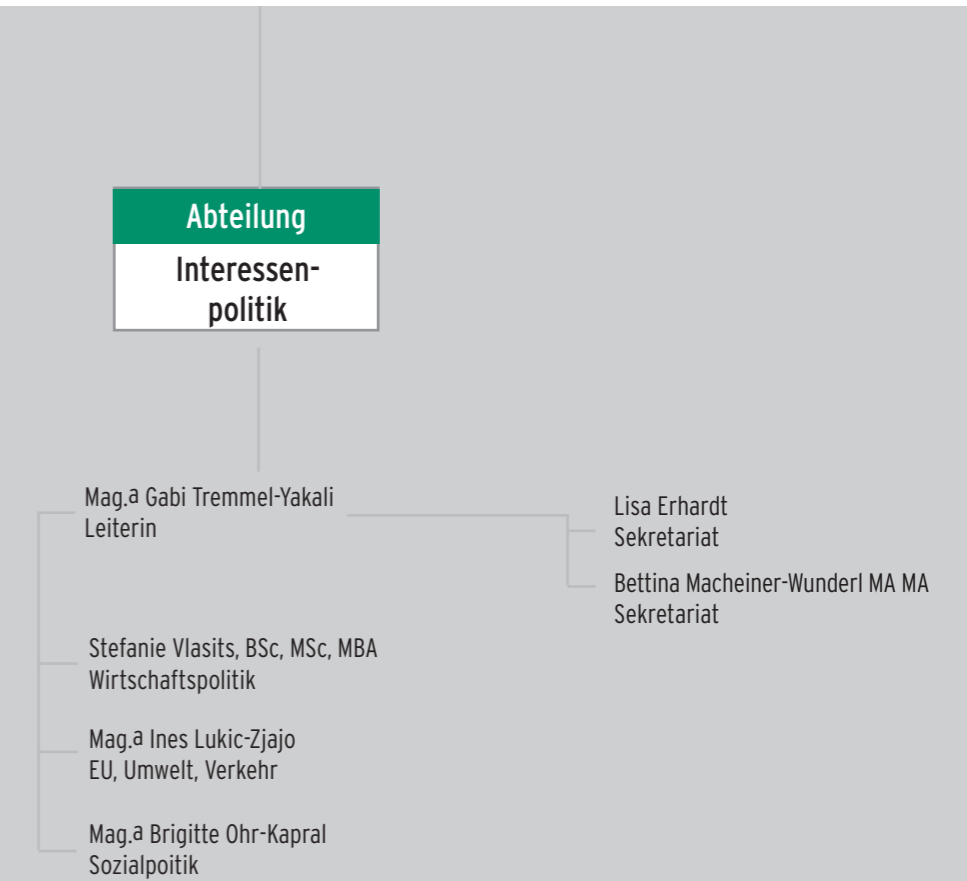 Abteilung
Interessen-
politik
Mag.a Gabi Tremmel-Yakali
Leiterin
Lisa Erhardt
Sekretariat
Bettina Macheiner-Wunderl MA MA
Sekretariat
Stefanie Vlasits, BSc, MSc, MBA
Wirtschaftspolitik
Mag.a Ines Lukic-Zjajo
EU, Umwelt, Verkehr
Mag.a Brigitte Ohr-Kapral
Sozialpoitik